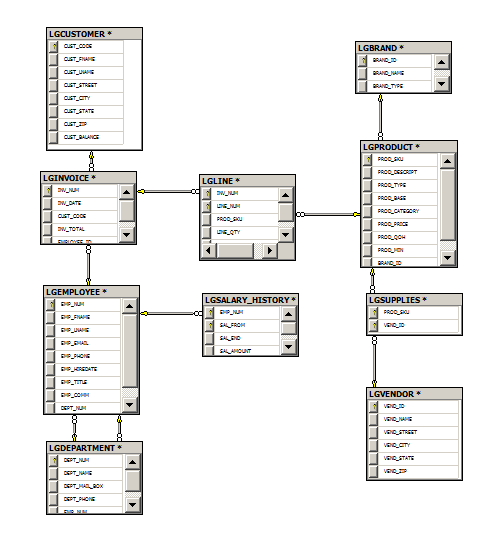 LGCUSTOMER *
CUST_CODE
CUST_FNAME
CUST_LNAME
CUST_STREET
CUST_CITY
CUST_STATE
CUST_ZIP
CUST_BALANCE
LGBRAND *
BRAND_ID
BRAND_NAME
BRAND_TYPE
LGINVOICE *
INV_NUM
INV_DATE
CUST_CODE
INV_TOTAL
EMPLOYEE_ID
LGLINE *
INV_NUM
LINE_NUM
PROD_SKU
LINE_QTY
LGPRODUCT *
PROD_SKU
PROD_DESCRIPT
PROD_TYPE
PROD_BASE
PROD_CATEGORY
PROD_PRICE
PROD_QOH
PROD_MIN
BRAND_ID
LGEMPLOYEE *
EMP_NUM
EMP_FNAME
EMP_LNAME
EMP_EMAIL
EMP_PHONE
EMP_HIREDATE
EMP_TITLE
EMP_COMM
DEPT_NUM
LGSALARY_HISTORY *
EMP_NUM
SAL_FROM
SAL_END
SAL_AMOUNT
LGSUPPLIES *
PROD_SKU
VEND_ID
LGVENDOR *
VEND_ID
VEND_NAME
VEND_STREET
VEND_CITY
VEND_STATE
VEND_ZIP
LGDEPARTMENT *
DEPT_NUM
DEPT_NAME
DEPT_MAIL_BOX
DEPT_PHONE
EMP_NUM